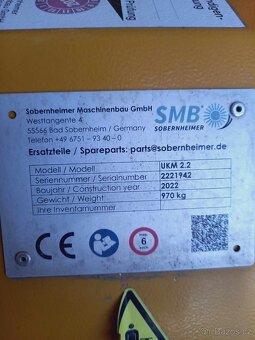 Sobernheimer Maschinenbau GmbH
Westtangente 4
55566 Bad Sobernheim / Germany
Telefon +49 6751 – 93 40 – 0
SMB
SOBERNHEIMER
Ersatzteile / Spareparts: parts@sobernheimer.de
Modell / Modell UKM 2.2
Seriennummer / Serialnumber 2221942
Baujahr / Construction year 2022
Gewicht / Weight 970 kg
Ihre Inventarnummer
CE
6